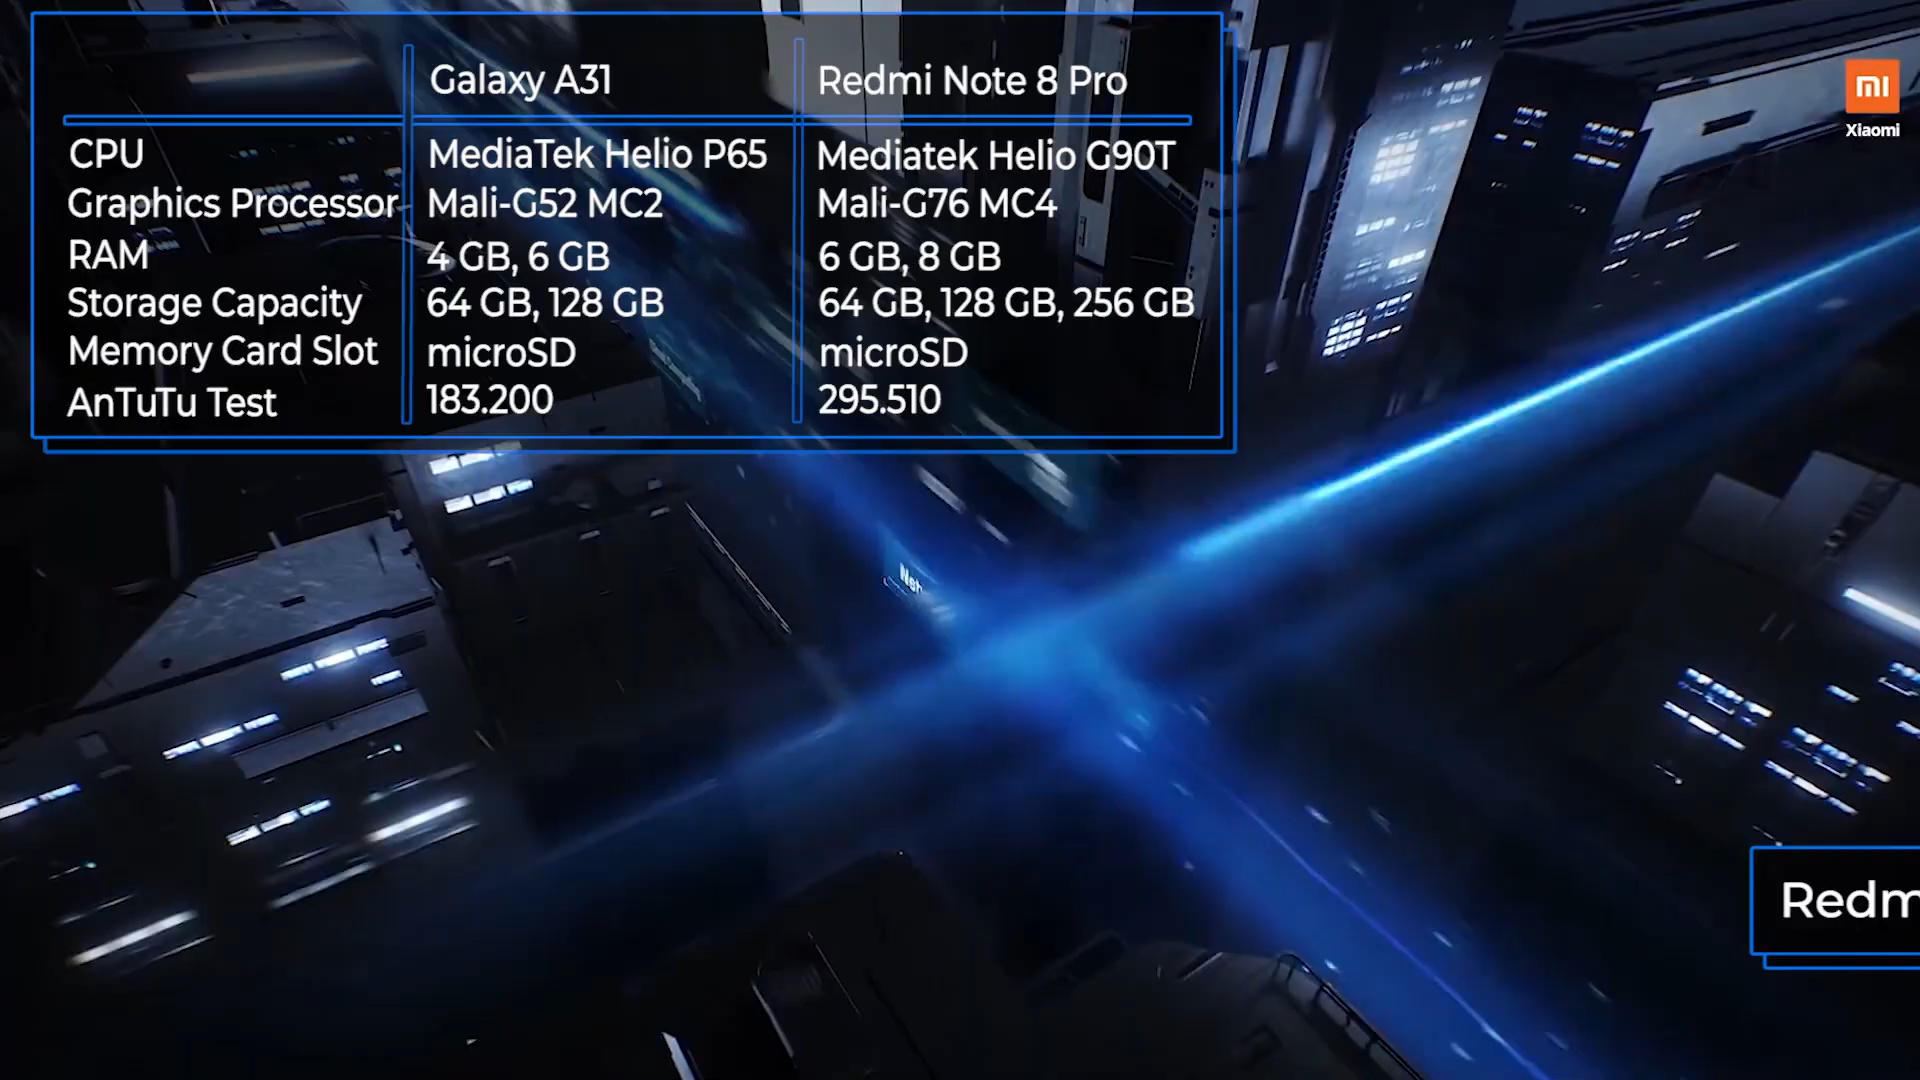 Galaxy A31 Redmi Note 8 Pro
CPU MediaTek Helio P65 Mediatek Helio G90T
Graphics Processor Mali-G52 MC2 Mali-G76 MC4
RAM 4 GB, 6 GB 6 GB, 8 GB
Storage Capacity 64 GB, 128 GB 64 GB, 128 GB, 256 GB
Memory Card Slot microSD microSD
AnTuTu Test 183.200 295.510
mi
Xiaomi
Redm